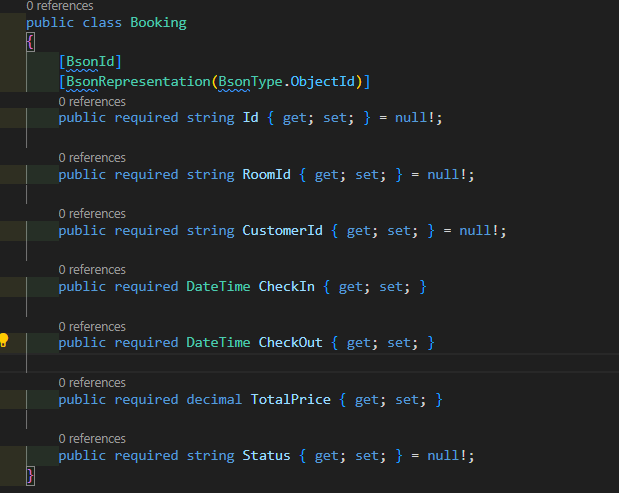 0 references
public class Booking
{
[BsonId]
[BsonRepresentation(BsonType.ObjectId)]
0 references
public required string Id { get; set; } = null!;
0 references
public required string RoomId { get; set; } = null!;
0 references
public required string CustomerId { get; set; } = null!;
0 references
public required DateTime CheckIn { get; set; }
0 references
public required DateTime CheckOut { get; set; }
0 references
public required decimal TotalPrice { get; set; }
0 references
public required string Status { get; set; } = null!;
}